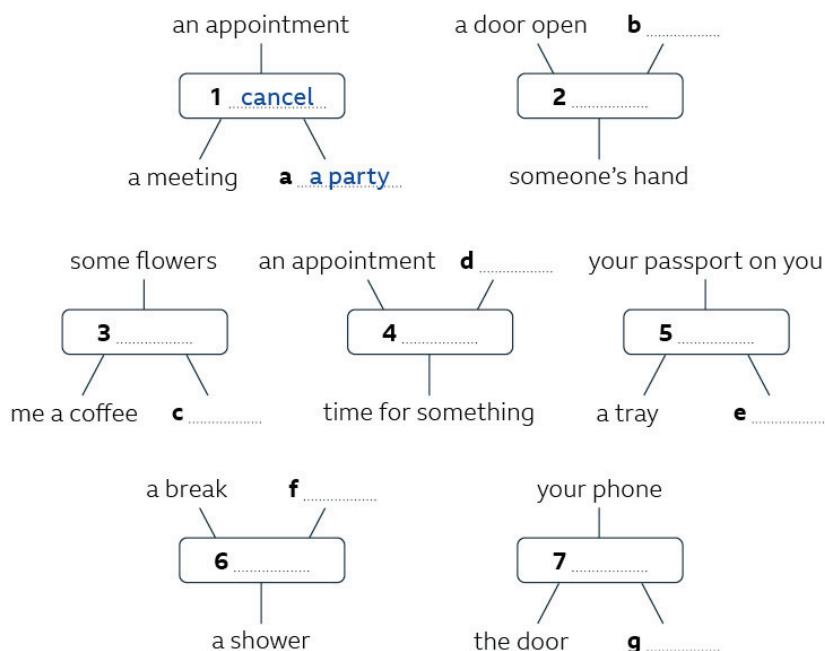 an appointment
1 cancel
a meeting a a party
a door open b
2
someone's hand
some flowers
3
me a coffee c
an appointment d
4
time for something
your passport on you
5
a tray e
a break f
6
a shower
your phone
7
the door g